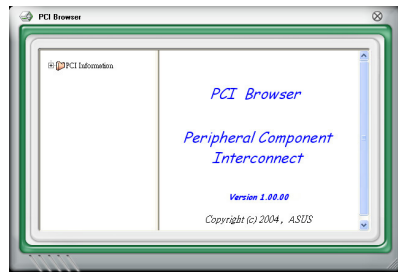 PCI Browser
PCI Information
PCI Browser
Peripheral Component
Interconnect
Version 1.00.00
Copyright (c) 2004 , ASUS